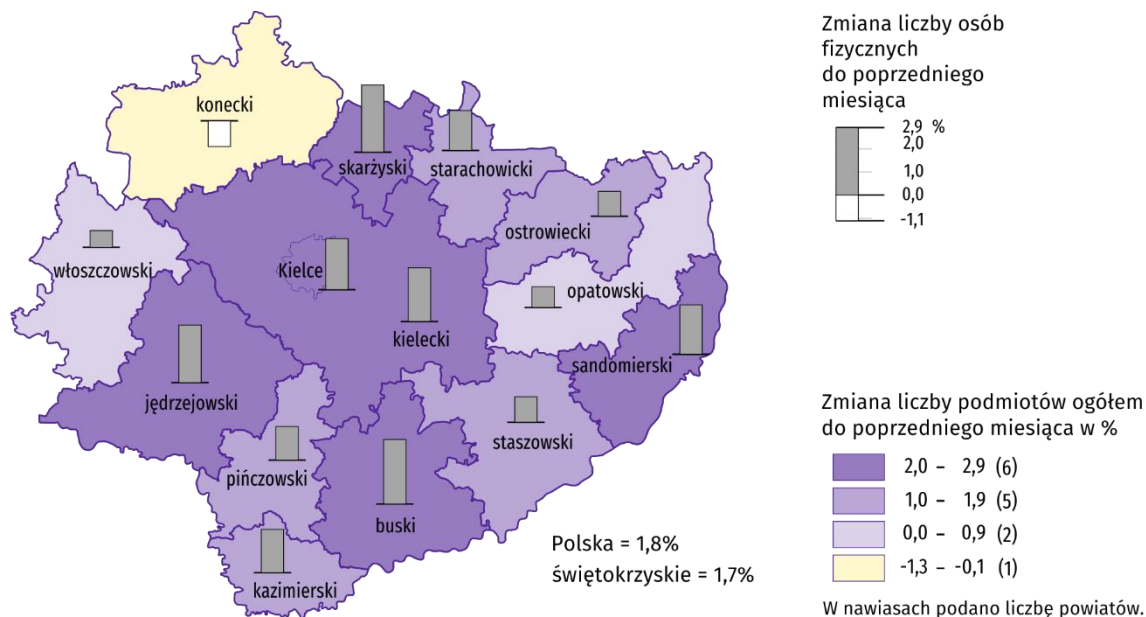 konecki
skarżyski
starachowicki
ostrowiecki
włoszczowski
Kielce
opatowski
kielecki
sandomierski
jędrzejowski
staszowski
pińczowski
buski
kazimierski
Polska = 1,8%
świętokrzyskie = 1,7%
Zmiana liczby osób
fizycznych
do poprzedniego
miesiąca
2,9 %
2,0
1,0
0,0
-1,1
Zmiana liczby podmiotów ogółem
do poprzedniego miesiąca w %
2,0 – 2,9 (6)
1,0 – 1,9 (5)
0,0 – 0,9 (2)
-1,3 – -0,1 (1)
W nawiasach podano liczbę powiatów.